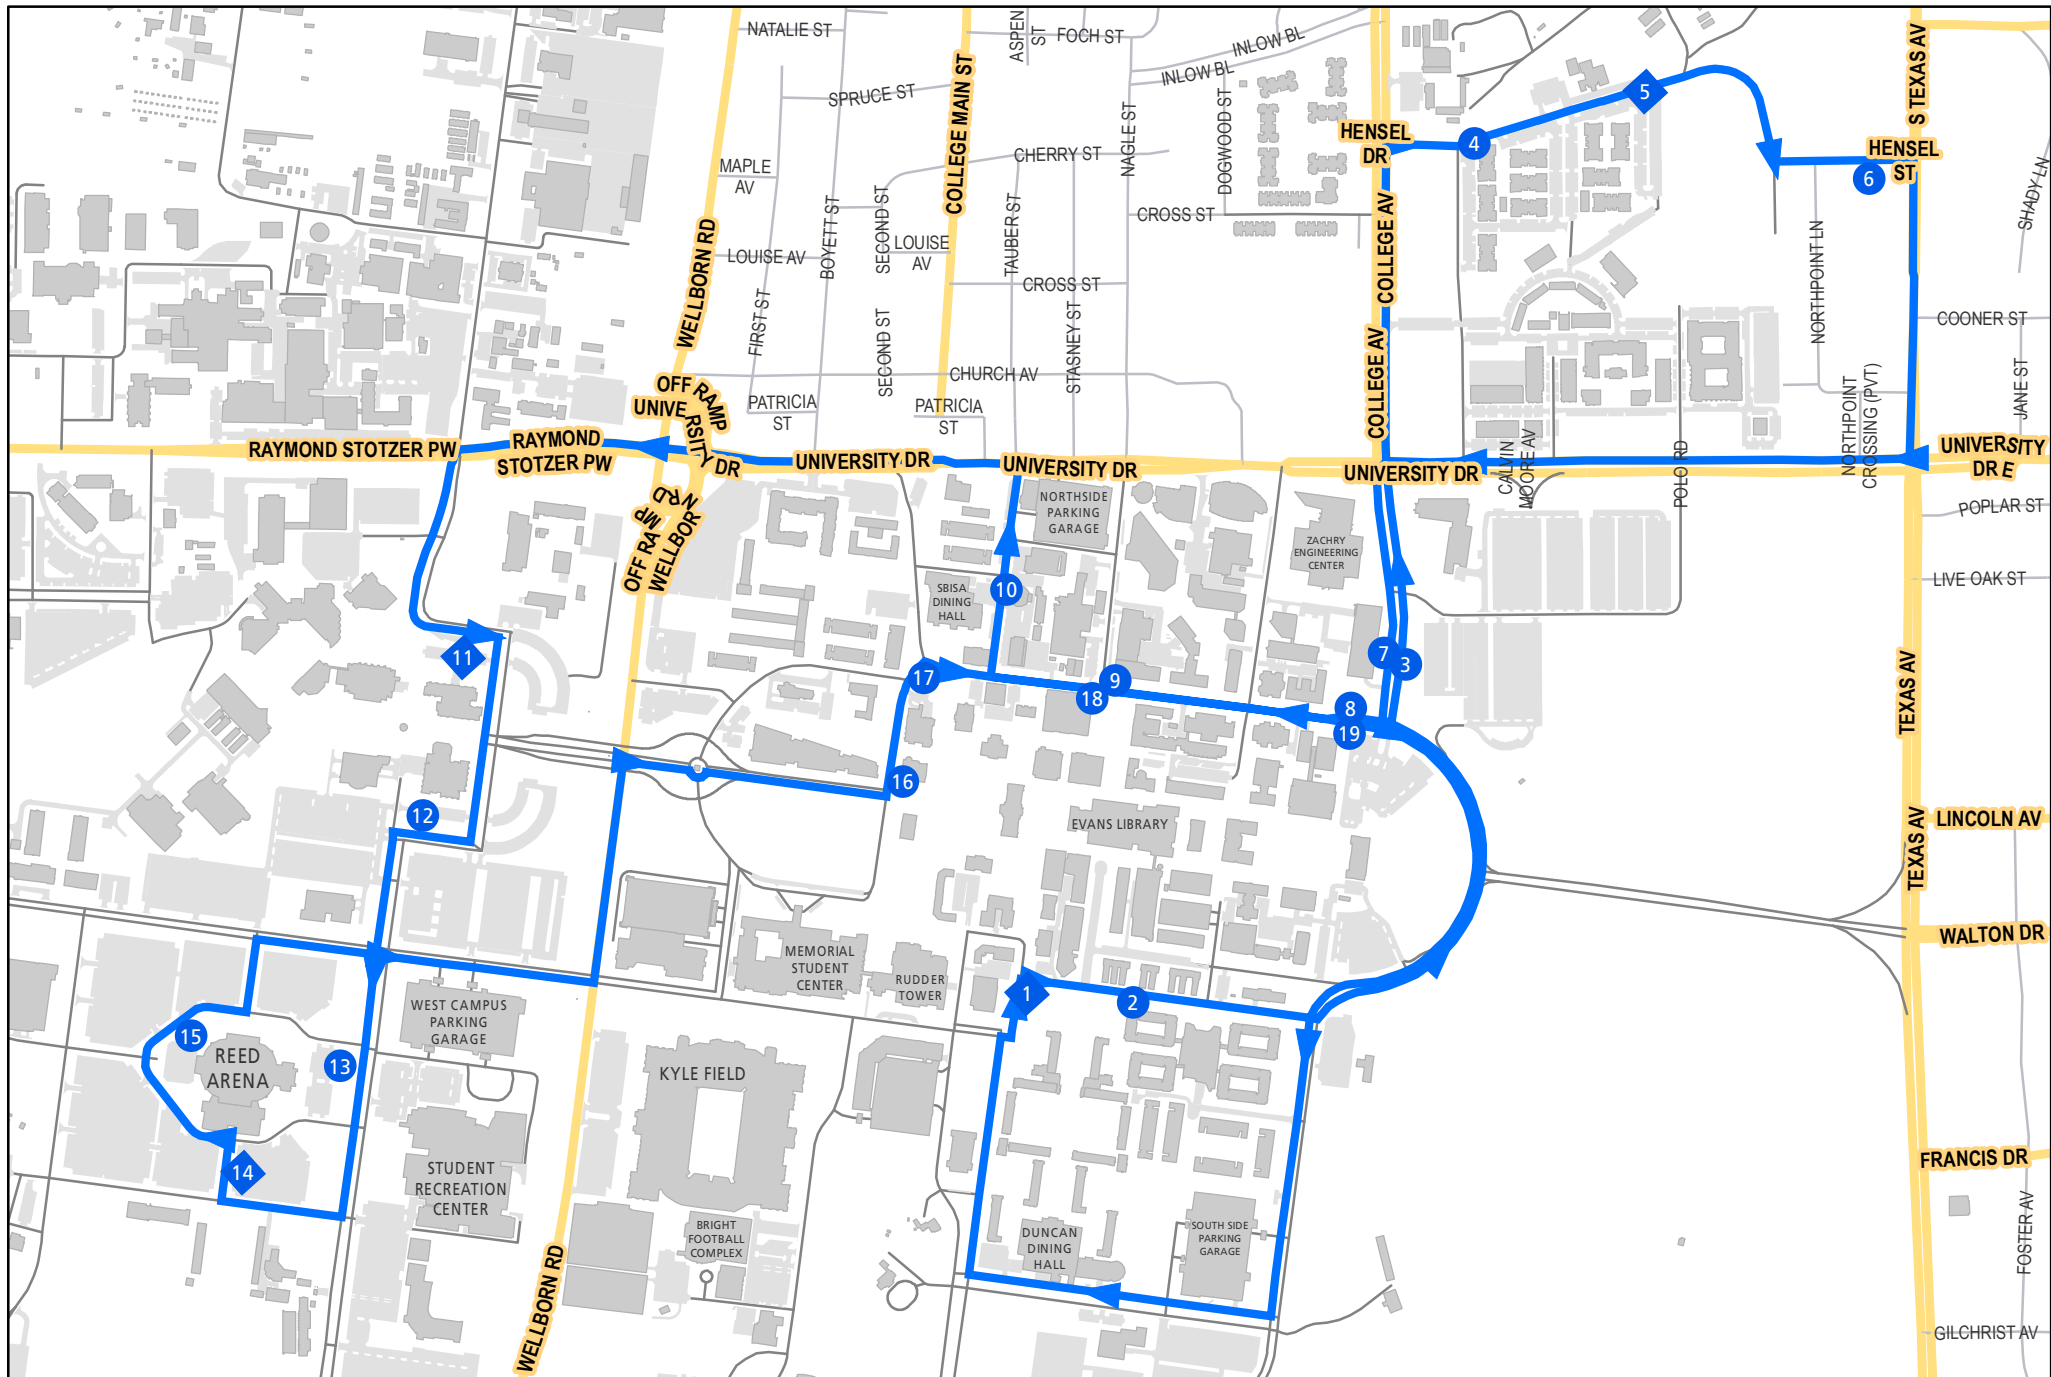 NATALIE ST
ASPEN
ST
FOCH ST
INLOW BL
INLOW BL
S TEXAS AV
SPRUCE ST
COLLEGE MAIN ST
NAGLE ST
DOGWOOD ST
5
HENSEL
DR
4
HENSEL
ST
6
SHADY LN
MAPLE
AV
CHERRY ST
WELLBORN RD
BOYETT ST
SECOND ST
TAUBER ST
CROSS ST
COLLEGE AV
LOUISE AV
LOUISE
AV
CROSS ST
FIRST ST
SECOND ST
STASNEY ST
NORTHPOINT LN
COONER ST
JANE ST
CHURCH AV
COLLEGE AV
OFF RAMP
UNIVERSITY DR
PATRICIA
ST
PATRICIA
ST
NORTHPOINT
CROSSING (PVT)
RAYMOND STOTZER PW
RAYMOND
STOTZER PW
UNIVERSITY DR
UNIVERSITY DR
UNIVERSITY DR
CALVIN
MOORE AV
POLO RD
UNIVERSITY
DR E
OFF RAMP
WELLBORN RD
NORTHSIDE
PARKING
GARAGE
ZACHRY
ENGINEERING
CENTER
POPLAR ST
LIVE OAK ST
SBISA
DINING
HALL
10
11
17
9
18
7
3
8
19
TEXAS AV
12
16
EVANS LIBRARY
TEXAS AV
LINCOLN AV
WALTON DR
MEMORIAL
STUDENT
CENTER
RUDDER
TOWER
1
2
WEST CAMPUS
PARKING
GARAGE
15
REED
ARENA
13
KYLE FIELD
14
STUDENT
RECREATION
CENTER
FRANCIS DR
BRIGHT
FOOTBALL
COMPLEX
DUNCAN
DINING
HALL
SOUTH SIDE
PARKING
GARAGE
FOSTER AV
WELLBORN RD
GILCHRIST AV